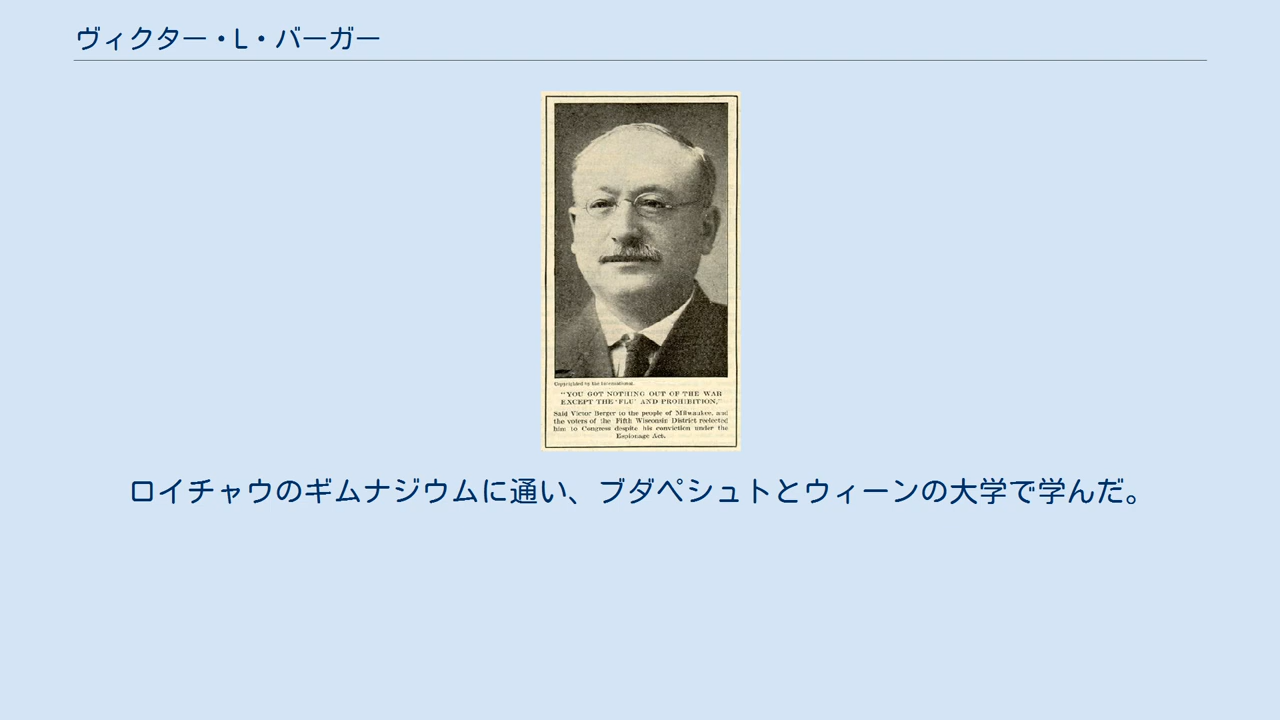 ヴィクター・L・バーガー
Copyrighted by the International.
"YOU GOT NOTHING OUT OF THE WAR
EXCEPT THE 'FLU' AND PROHIBITION,"
Said Victor Berger to the people of Milwaukee, and
the voters of the Fifth Wisconsin District reelected
him to Congress despite his conviction under the
Espionage Act.
ロイチャウのギムナジウムに通い、ブダペシュトとウィーンの大学で学んだ。